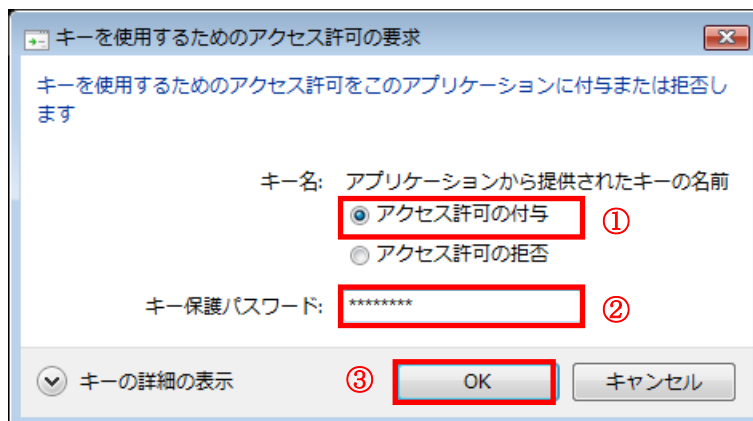 キーを使用するためのアクセス許可の要求
キーを使用するためのアクセス許可をこのアプリケーションに付与または拒否し
ます
キー名: アプリケーションから提供されたキーの名前
アクセス許可の付与 ①
アクセス許可の拒否
キー保護パスワード: ******** ②
キーの詳細の表示 ③ OK キャンセル